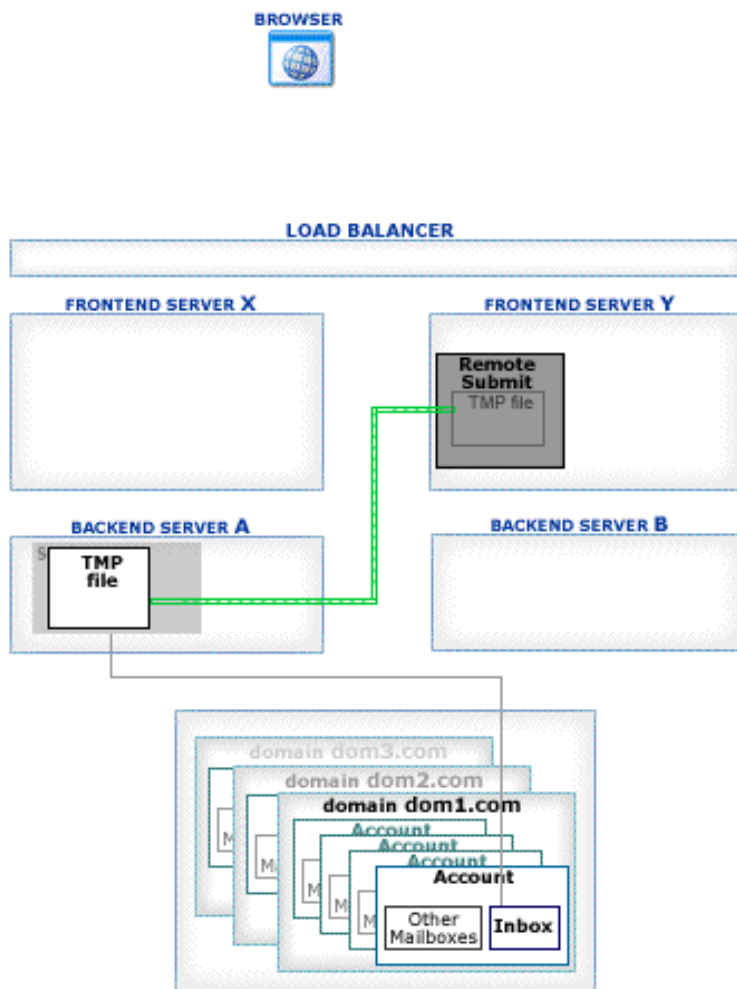 BROWSER
LOAD BALANCER
FRONTEND SERVER X
FRONTEND SERVER Y
Remote
Submit
TMP file
BACKEND SERVER A
BACKEND SERVER B
S
TMP
file
domain dom3.com
domain dom2.com
domain dom1.com
Account
Account
Account
Account
M
Ma
M
M
M
Other
Mailboxes
Inbox